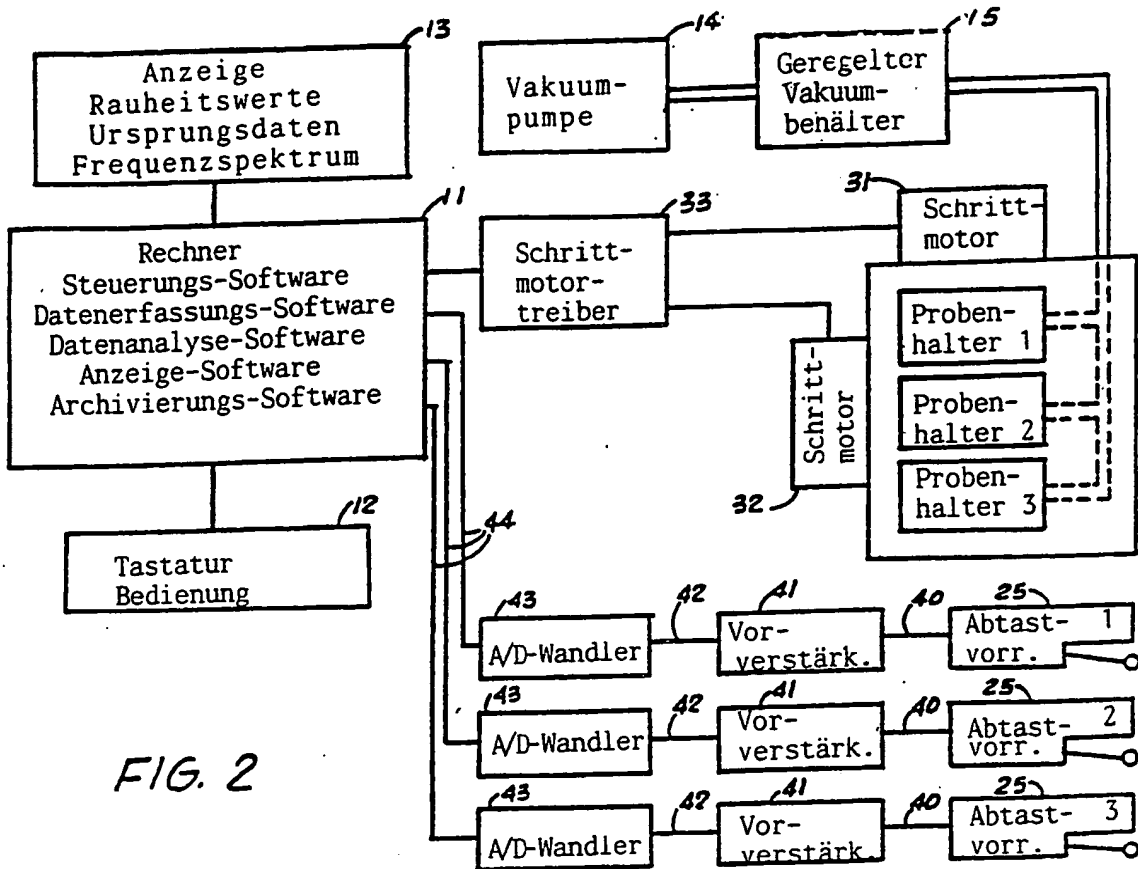 13
Anzeige
Rauheitswerte
Ursprungsdaten
Frequenzspektrum
14
Vakuum-
pumpe
15
Geregelter
Vakuum-
behälter
11
Rechner
Steuerungs-Software
Datenerfassungs-Software
Datenanalyse-Software
Anzeige-Software
Archivierungs-Software
33
Schritt-
motor-
treiber
31
Schritt-
motor
Schritt-
motor
32
Proben-
halter 1
Proben-
halter 2
Proben-
halter 3
12
Tastatur
Bedienung
44
43
A/D-Wandler
42
41
Vor-
verstärk.
40
25
Abtast-
vorr.
1
43
A/D-Wandler
42
41
Vor-
verstärk.
40
25
Abtast-
vorr.
2
43
A/D-Wandler
42
41
Vor-
verstärk.
40
25
Abtast-
vorr.
3
FIG. 2